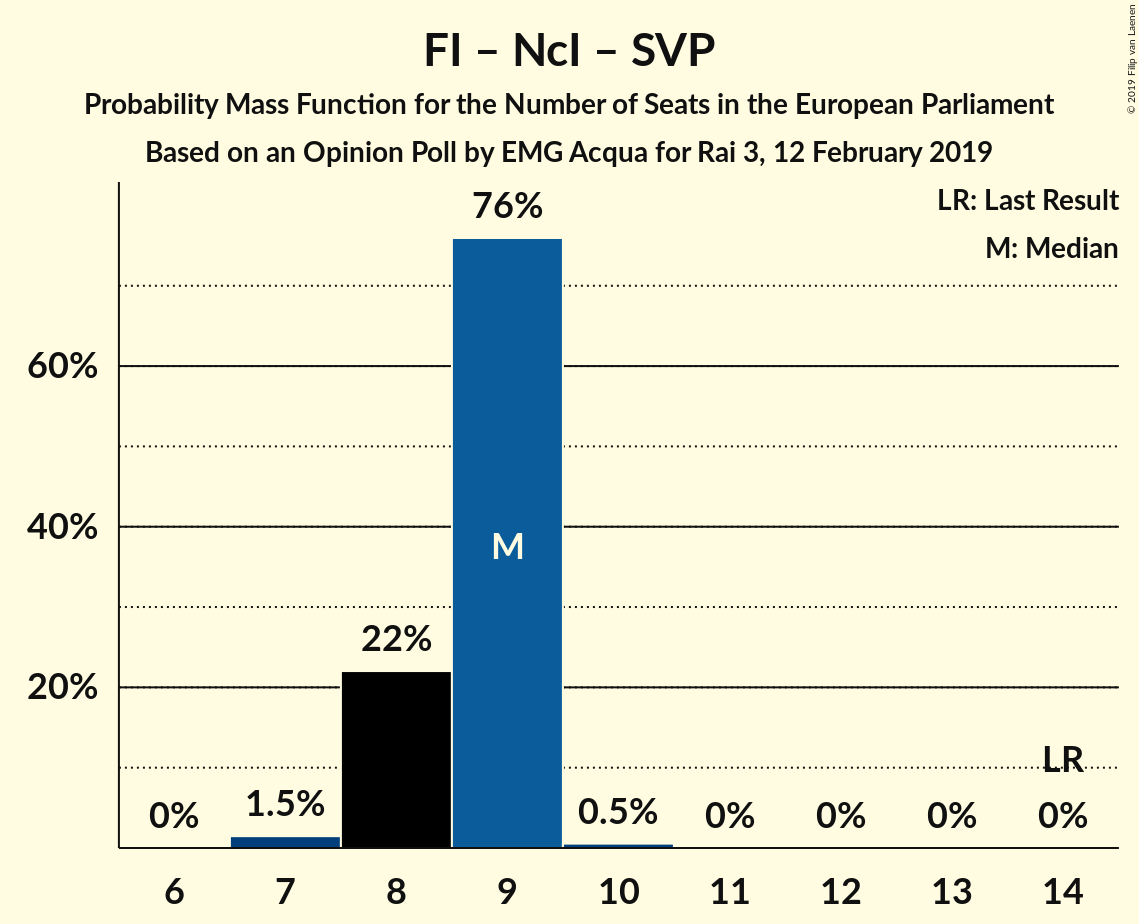 FI – NcI – SVP
Probability Mass Function for the Number of Seats in the European Parliament
Based on an Opinion Poll by EMG Acqua for Rai 3, 12 February 2019
© 2019 Filip van Laenen
LR: Last Result
M: Median
76%
60%
40%
M
22%
20%
LR
0%
1.5%
0.5%
0%
0%
0%
0%
6 7 8 9 10 11 12 13 14